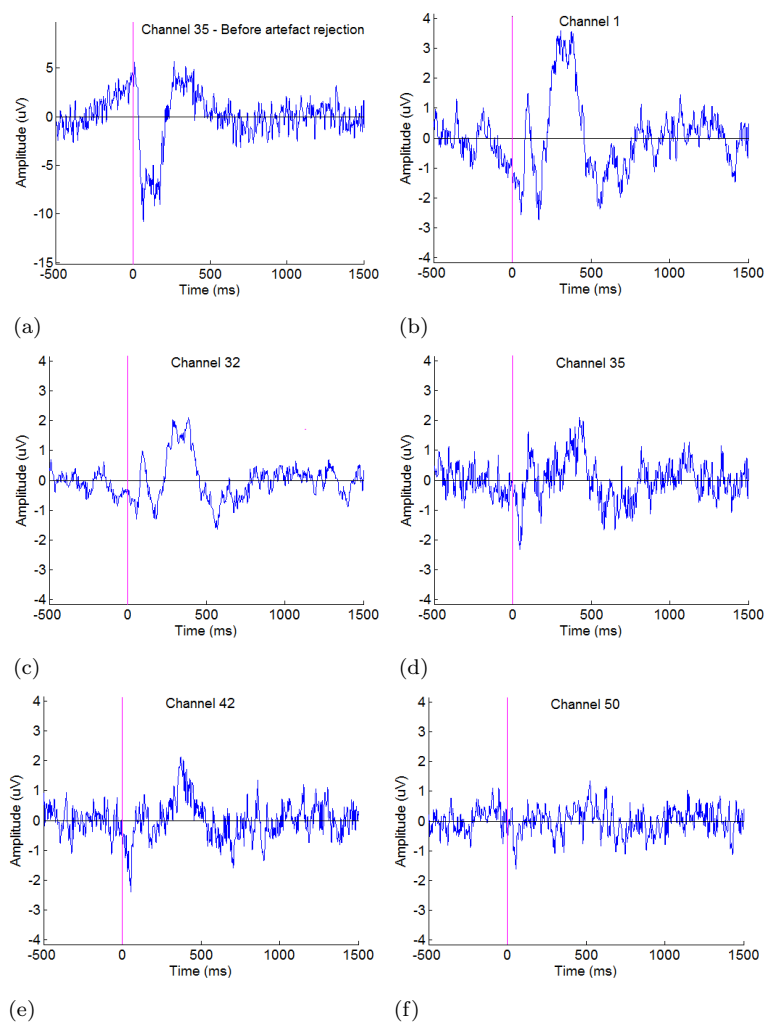 Channel 35 - Before artefact rejection
5
0
-5
-10
-15
Amplitude (uV)
-500 0 500 1000 1500
Time (ms)
(a)
Channel 1
4
3
2
1
0
-1
-2
-3
-4
Amplitude (uV)
-500 0 500 1000 1500
Time (ms)
(b)
Channel 32
4
3
2
1
0
-1
-2
-3
-4
Amplitude (uV)
-500 0 500 1000 1500
Time (ms)
(c)
Channel 35
4
3
2
1
0
-1
-2
-3
-4
Amplitude (uV)
-500 0 500 1000 1500
Time (ms)
(d)
Channel 42
4
3
2
1
0
-1
-2
-3
-4
Amplitude (uV)
-500 0 500 1000 1500
Time (ms)
(e)
Channel 50
4
3
2
1
0
-1
-2
-3
-4
Amplitude (uV)
-500 0 500 1000 1500
Time (ms)
(f)